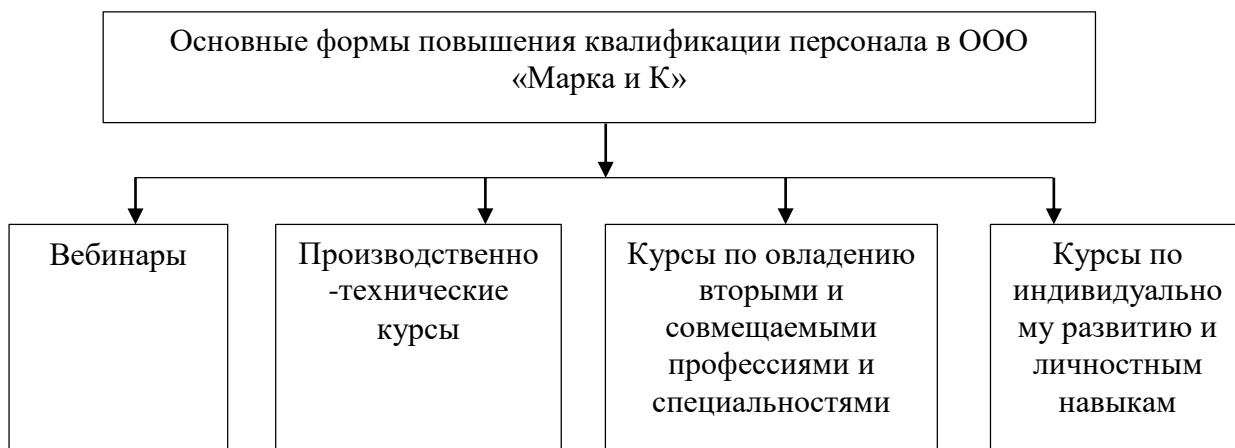 Основные формы повышения квалификации персонала в ООО
«Марка и К»
Вебинары
Производственно
-технические
курсы
Курсы по овладению
вторыми и
совмещаемыми
профессиями и
специальностями
Курсы по
индивидуально
му развитию и
личностным
навыкам